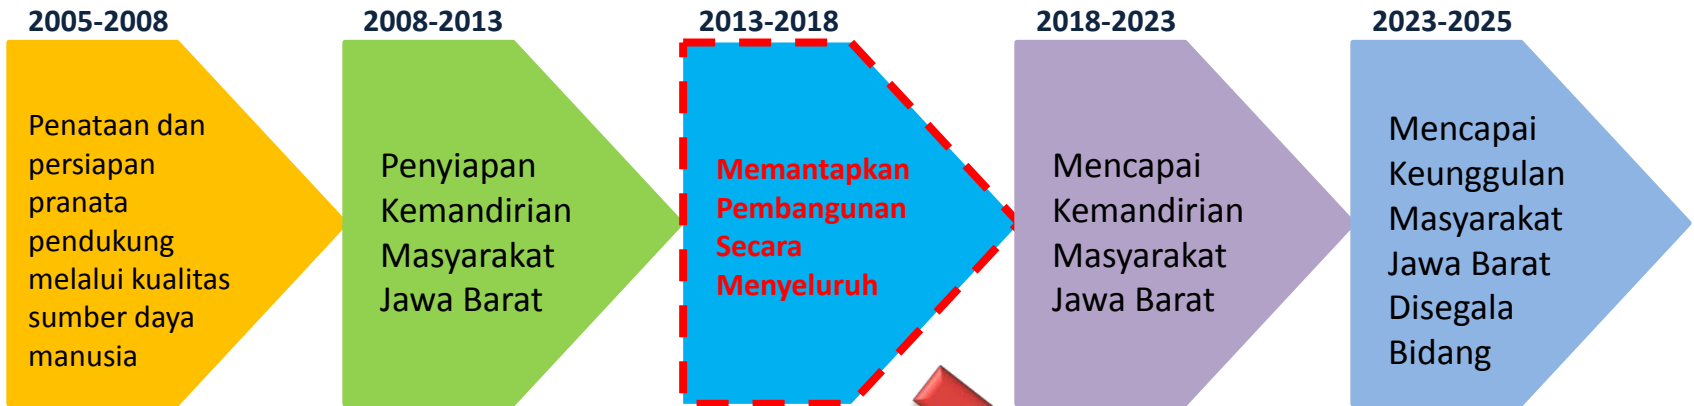 2005-2008
Penataan dan
persiapan
pranata
pendukung
melalui kualitas
sumber daya
manusia
2008-2013
Penyiapan
Kemandirian
Masyarakat
Jawa Barat
2013-2018
Memantapkan
Pembangunan
Secara
Menyeluruh
2018-2023
Mencapai
Kemandirian
Masyarakat
Jawa Barat
2023-2025
Mencapai
Keunggulan
Masyarakat
Jawa Barat
Disegala
Bidang